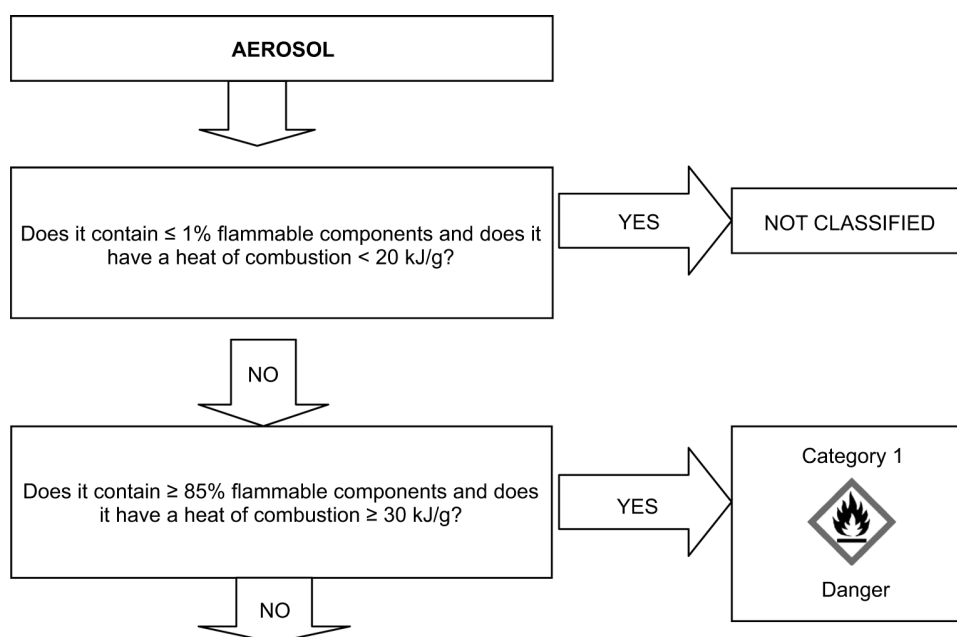 AEROSOL
Does it contain ≤ 1% flammable components and does it
have a heat of combustion < 20 kJ/g?
YES
NOT CLASSIFIED
NO
Does it contain ≥ 85% flammable components and does
it have a heat of combustion ≥ 30 kJ/g?
YES
Category 1
Danger
NO